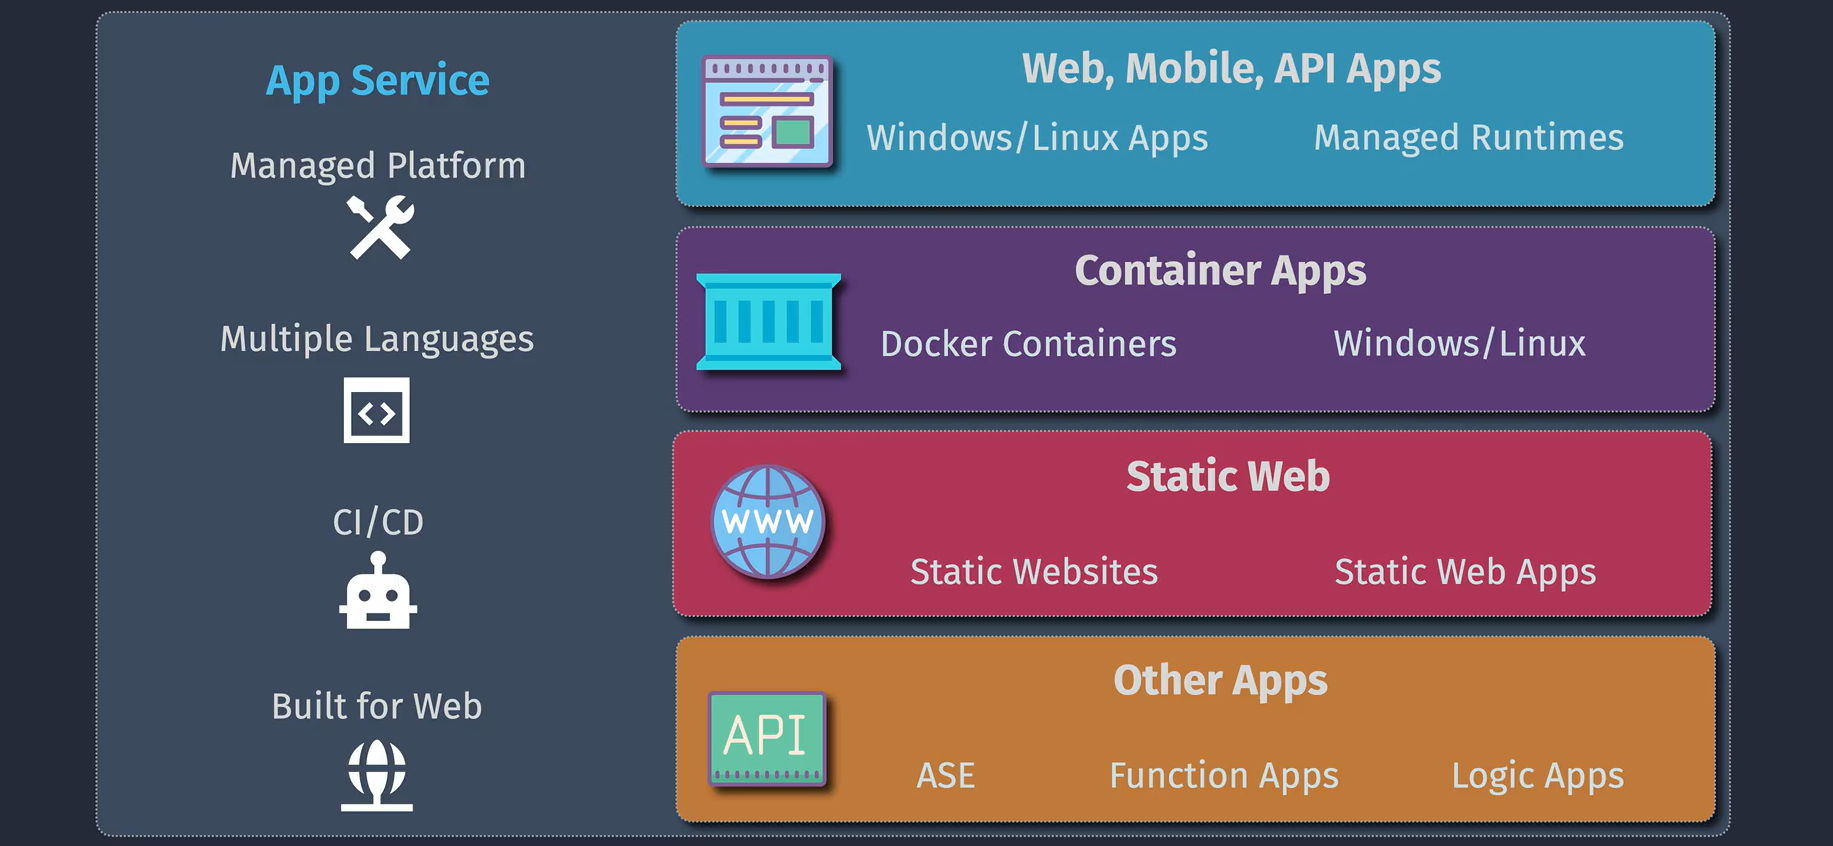 App Service
Managed Platform
Multiple Languages
CI/CD
Built for Web
Web, Mobile, API Apps
Windows/Linux Apps Managed Runtimes
Container Apps
Docker Containers Windows/Linux
Static Web
WWW
Static Websites Static Web Apps
Other Apps
API
ASE Function Apps Logic Apps